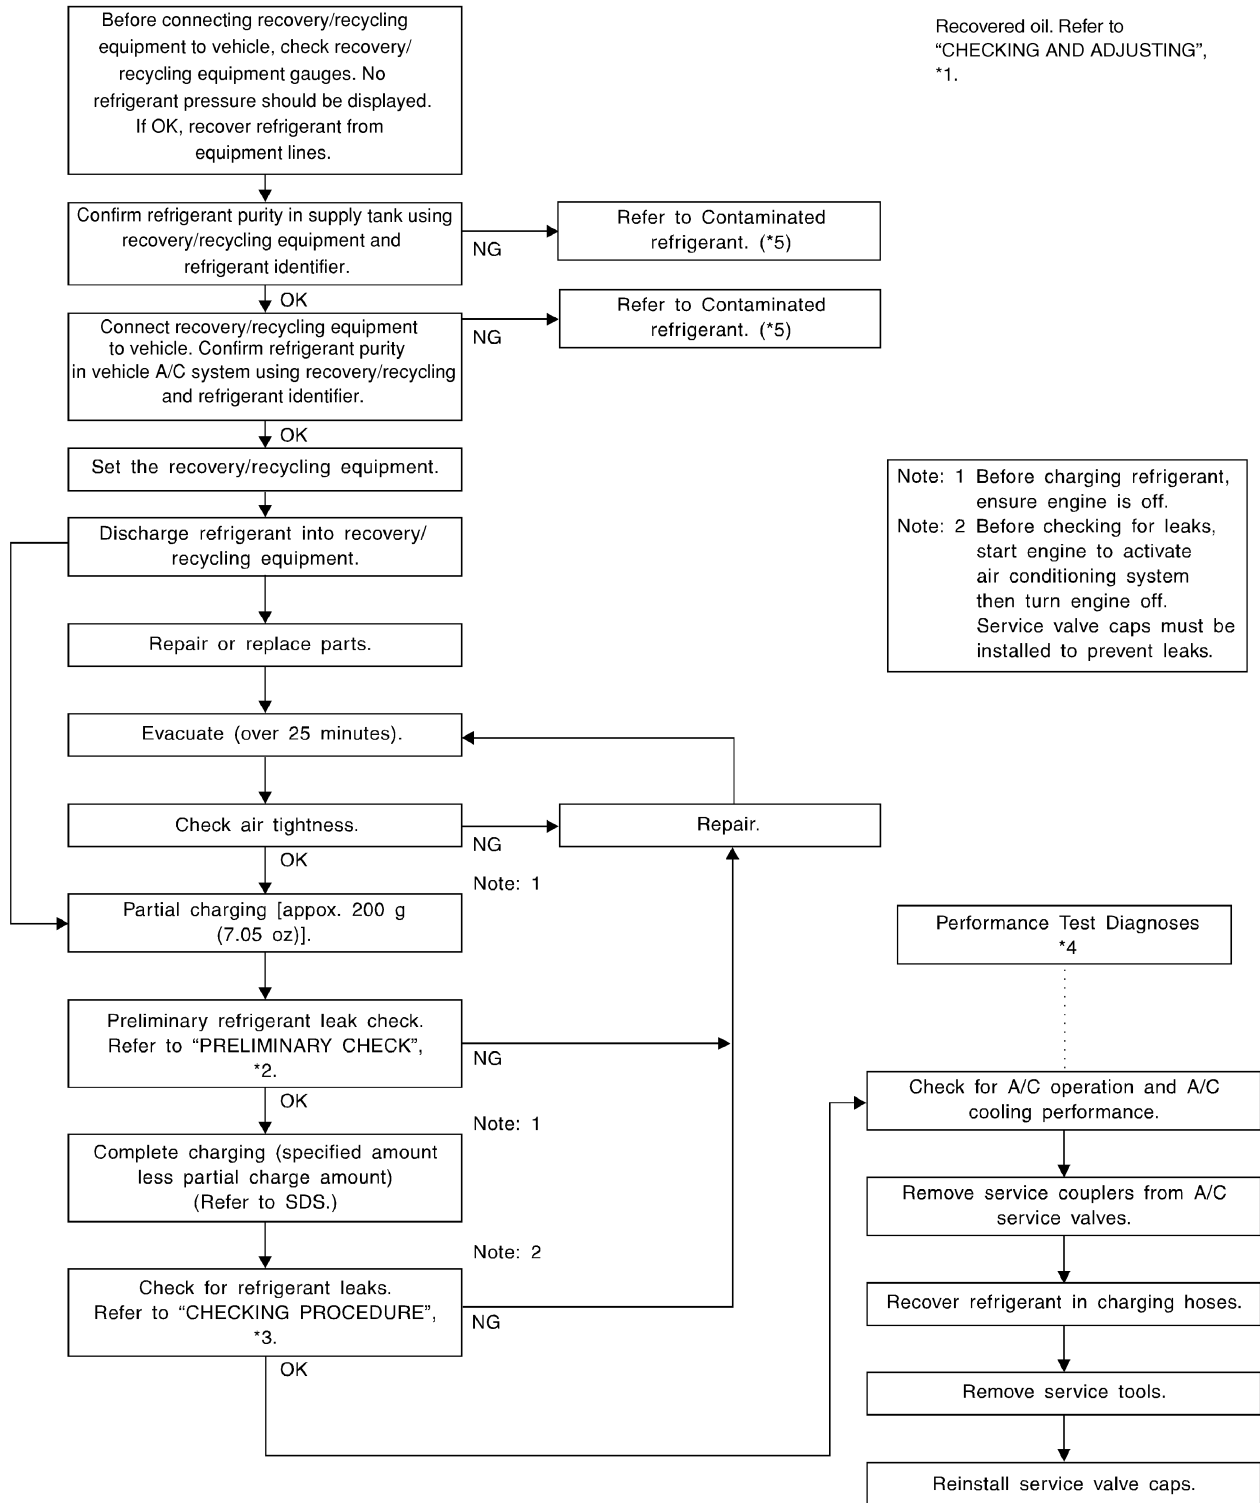 Before connecting recovery/recycling
equipment to vehicle, check recovery/
recycling equipment gauges. No
refrigerant pressure should be displayed.
If OK, recover refrigerant from
equipment lines.
Recovered oil. Refer to
“CHECKING AND ADJUSTING”,
*1.
Confirm refrigerant purity in supply tank using
recovery/recycling equipment and
refrigerant identifier.
NG
Refer to Contaminated
refrigerant. (*5)
OK
Connect recovery/recycling equipment
to vehicle. Confirm refrigerant purity
in vehicle A/C system using recovery/recycling
and refrigerant identifier.
NG
Refer to Contaminated
refrigerant. (*5)
OK
Set the recovery/recycling equipment.
Note: 1 Before charging refrigerant,
ensure engine is off.
Note: 2 Before checking for leaks,
start engine to activate
air conditioning system
then turn engine off.
Service valve caps must be
installed to prevent leaks.
Discharge refrigerant into recovery/
recycling equipment.
Repair or replace parts.
Evacuate (over 25 minutes).
Check air tightness.
NG
Repair.
OK
Note: 1
Partial charging [appox. 200 g
(7.05 oz)].
Preliminary refrigerant leak check.
Refer to “PRELIMINARY CHECK”,
*2.
NG
OK
Note: 1
Complete charging (specified amount
less partial charge amount)
(Refer to SDS.)
Note: 2
Check for refrigerant leaks.
Refer to “CHECKING PROCEDURE”,
*3.
NG
OK
Performance Test Diagnoses
*4
Check for A/C operation and A/C
cooling performance.
Remove service couplers from A/C
service valves.
Recover refrigerant in charging hoses.
Remove service tools.
Reinstall service valve caps.